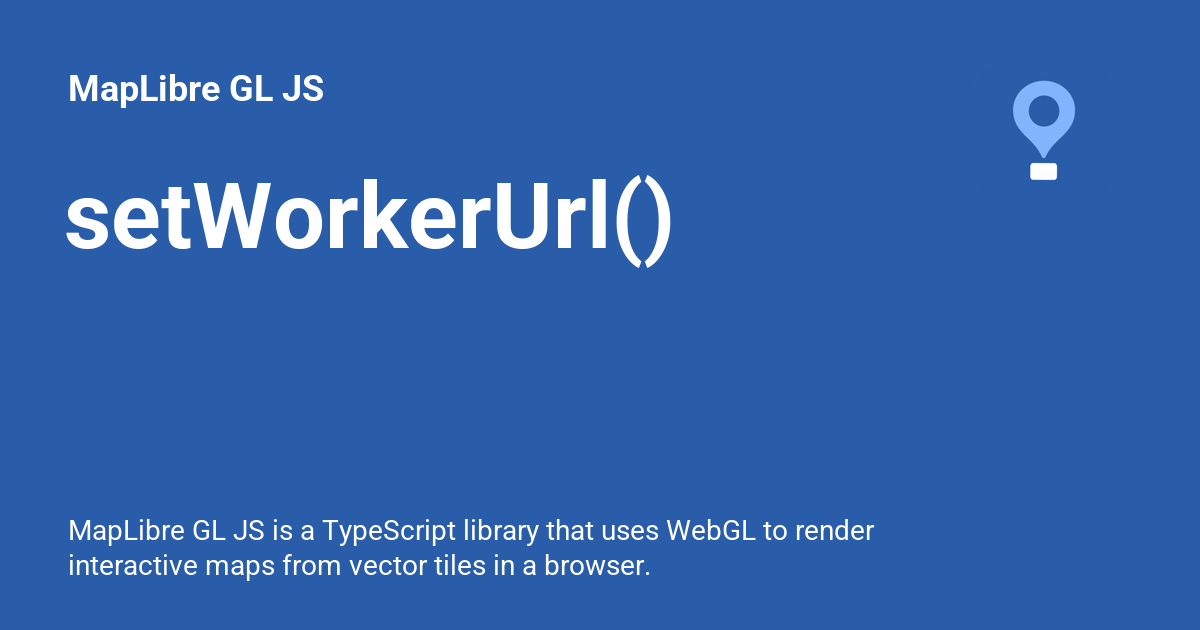 MapLibre GL JS
setWorkerUrl()
MapLibre GL JS is a TypeScript library that uses WebGL to render
interactive maps from vector tiles in a browser.